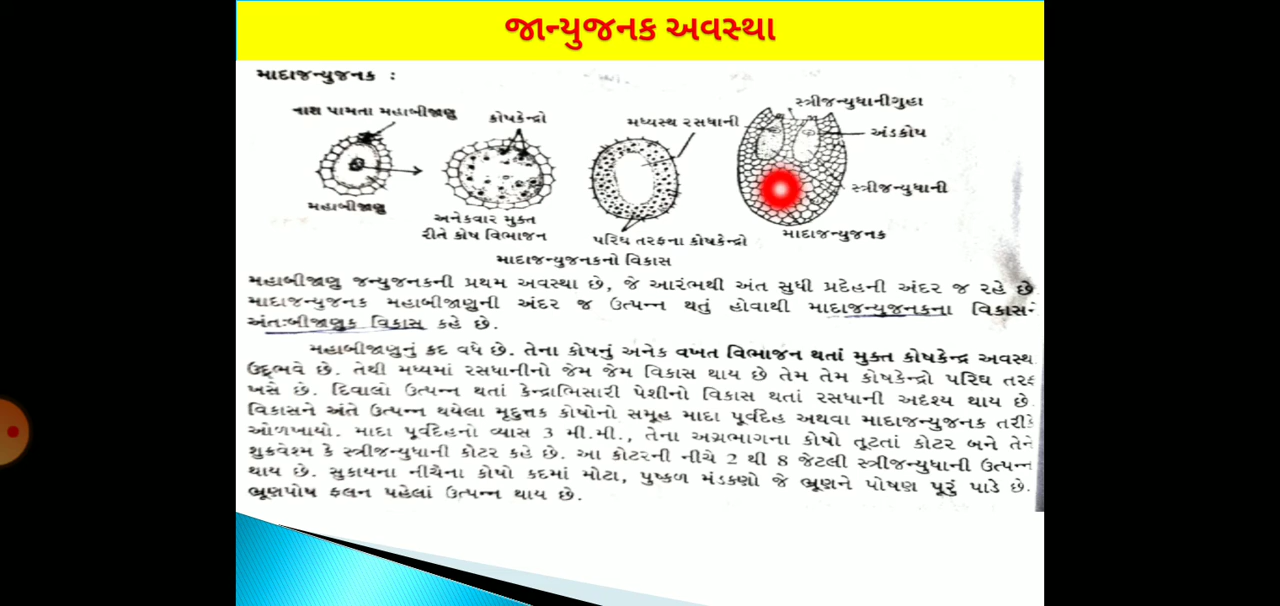 જાન્યુજનક અવસ્થા
માદાજન્યુજનક :
નાશ પામતા મહાબીજાણુ
કોષકેન્દ્રો
મધ્યસ્થ રસધાની
સ્ત્રીજન્યુધાનીગુહા
અંડકોષ
સ્ત્રીજન્યુધાની
મહાબીજાણુ
અનેકવાર મુક્ત
રીતે કોષ વિભાજન
પરિઘ તરફના કોષકેન્દ્રો
માદાજન્યુજનક
માદાજન્યુજનકનો વિકાસ
મહાબીજાણુ જન્યુજનકની પ્રથમ અવસ્થા છે, જે આરંભથી અંત સુધી પ્રદેહની અંદર જ રહે છે
માદાજન્યુજનક મહાબીજાણુની અંદર જ ઉત્પન્ન થતું હોવાથી માદાજન્યુજનકના વિકાસને
અંતઃબીજાણુક વિકાસ કહે છે.
મહાબીજાણુનું કદ વધે છે. તેના કોષનું અનેક વખત વિભાજન થતાં મુક્ત કોષકેન્દ્ર અવસ્થ
ઉદ્ભવે છે. તેથી મધ્યમાં રસધાનીનો જેમ જેમ વિકાસ થાય છે તેમ તેમ કોષકેન્દ્રો પરિઘ તરફ
ખસે છે. દિવાલો ઉત્પન્ન થતાં કેન્દ્રાભિસારી પેશીનો વિકાસ થતાં રસધાની અદૃશ્ય થાય છે.
વિકાસને અંતે ઉત્પન્ન થયેલા મૃદુત્તક કોષોનો સમૂહ માદા પૂર્વદેહ અથવા માદાજન્યુજનક તરીકે
ઓળખાયો. માદા પૂર્વદેહનો વ્યાસ 3 મી.મી., તેના અગ્રભાગના કોષો તૂટતાં કોટર બને તેને
શુક્રવેશ્મ કે સ્ત્રીજન્યુધાની કોટર કહે છે. આ કોટરની નીચે 2 થી 8 જેટલી સ્ત્રીજન્યુધાની ઉત્પન્ન
થાય છે. સુકાયના નીચેના કોષો કદમાં મોટા, પુષ્કળ મંડકણો જે ભ્રૂણને પોષણ પૂરું પાડે છે.
ભ્રૂણપોષ ફલન પહેલાં ઉત્પન્ન થાય છે.